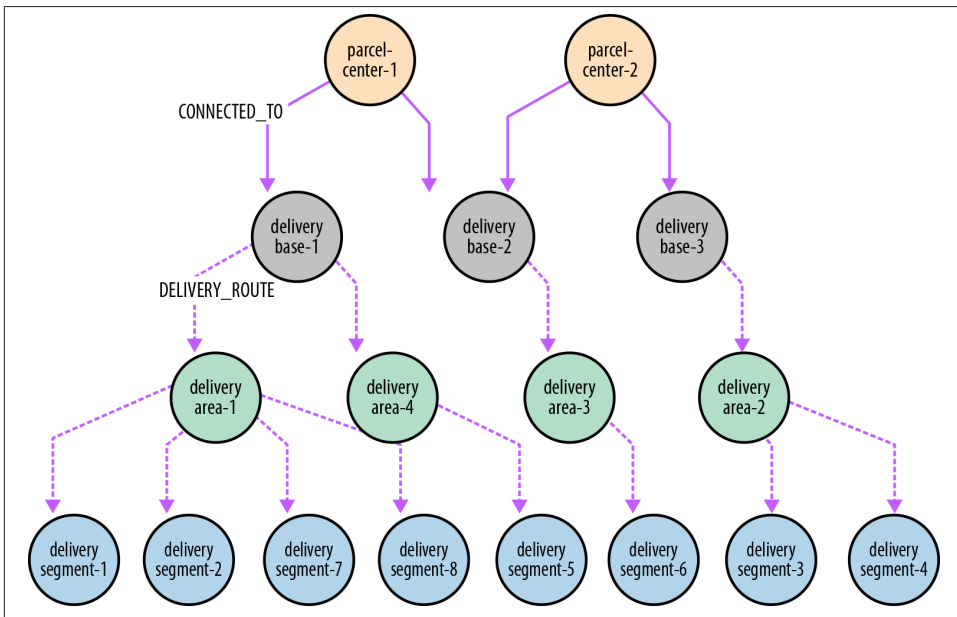 parcel-
center-1
parcel-
center-2
CONNECTED_TO
delivery
base-1
delivery
base-2
delivery
base-3
DELIVERY_ROUTE
delivery
area-1
delivery
area-4
delivery
area-3
delivery
area-2
delivery
segment-1
delivery
segment-2
delivery
segment-7
delivery
segment-8
delivery
segment-5
delivery
segment-6
delivery
segment-3
delivery
segment-4